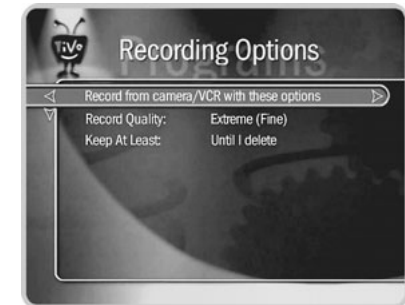 TiVo
Recording Options
Programs
Record from camera/VCR with these options
Record Quality: Extreme (Fine)
Keep At Least: Until I delete